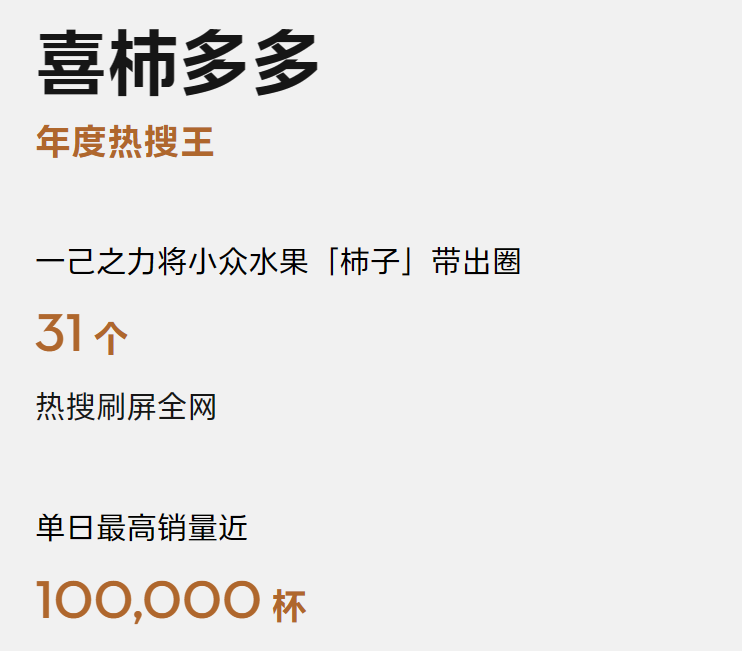 喜柿多多
年度热搜王
一己之力将小众水果「柿子」带出圈
31 个
热搜刷屏全网
单日最高销量近
100,000 杯